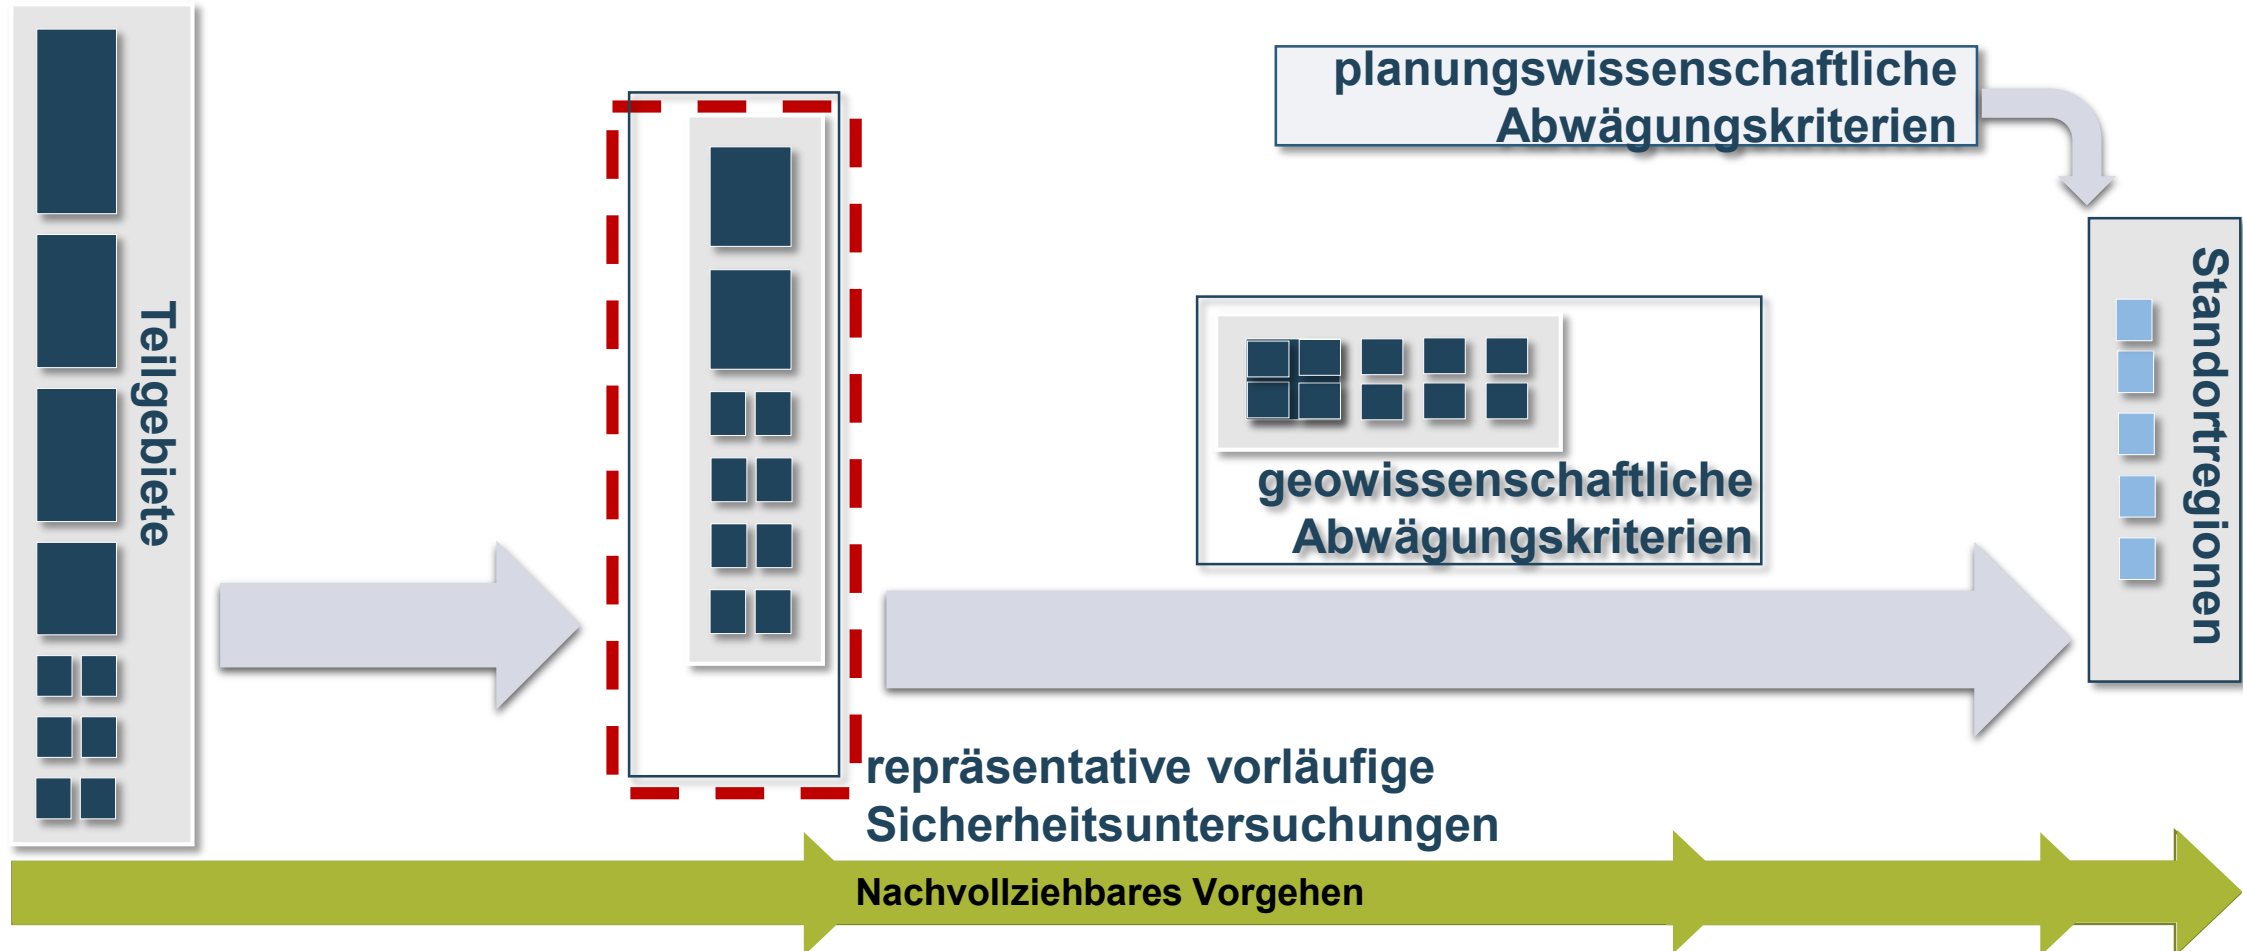 Teilgebiete
planungswissenschaftliche
Abwägungskriterien
geowissenschaftliche
Abwägungskriterien
Standortregionen
repräsentative vorläufige
Sicherheitsuntersuchungen
Nachvollziehbares Vorgehen